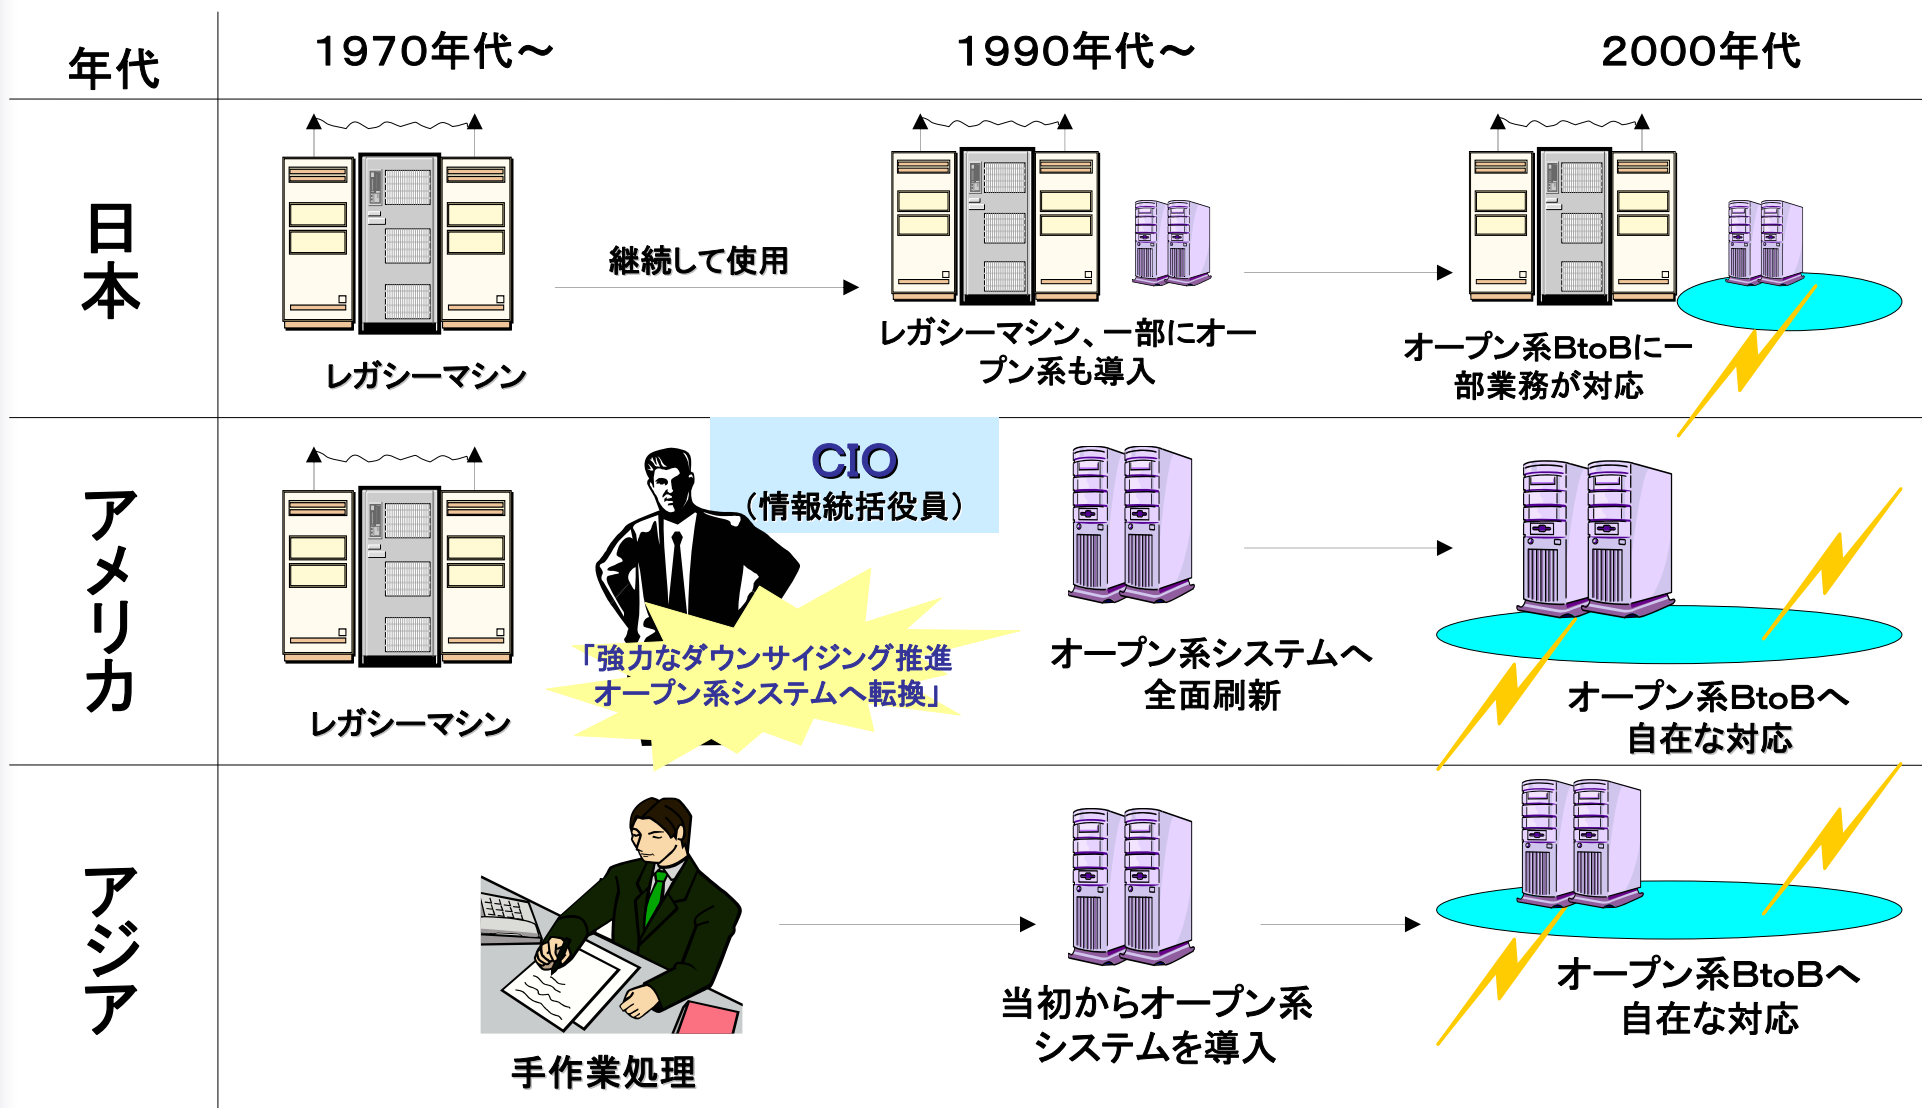 年代
1970年代～
1990年代～
2000年代
日本
継続して使用
レガシーマシン
レガシーマシン、一部にオー
プン系も導入
オープン系BtoBに一
部業務が対応
アメリカ
CIO
（情報統括役員）
「強力なダウンサイジング推進
オープン系システムへ転換」
レガシーマシン
オープン系システムへ
全面刷新
オープン系BtoBへ
自在な対応
アジア
手作業処理
当初からオープン系
システムを導入
オープン系BtoBへ
自在な対応